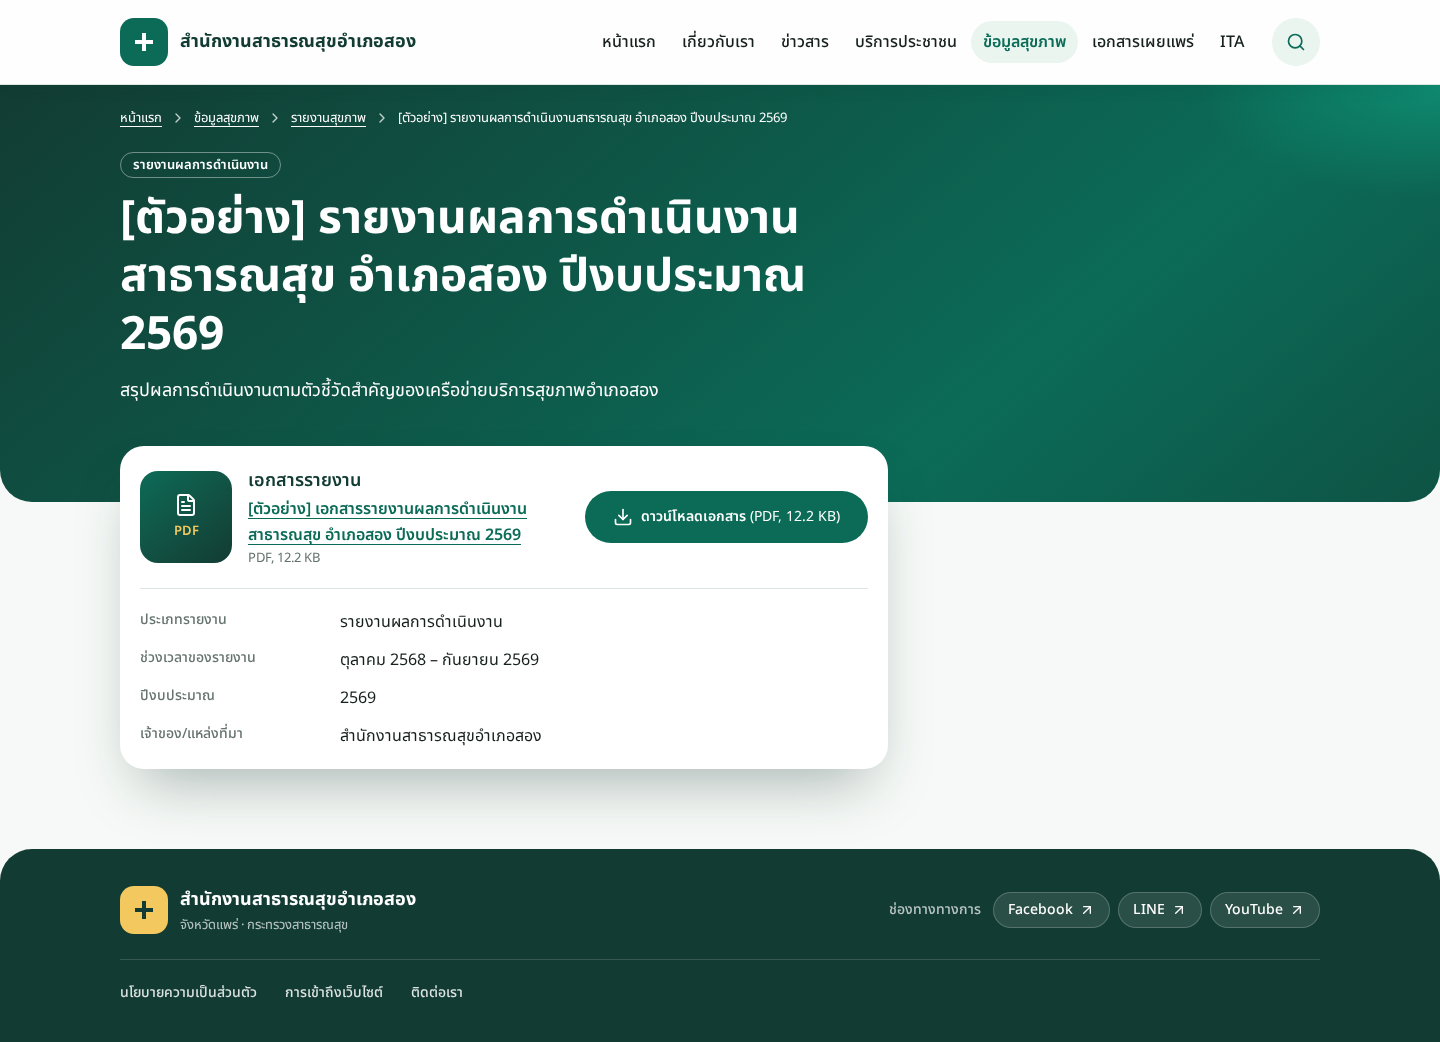 สำนักงานสาธารณสุขอำเภอสอง
หน้าแรก
เกี่ยวกับเรา
ข่าวสาร
บริการประชาชน
ข้อมูลสุขภาพ
เอกสารเผยแพร่
ITA
หน้าแรก > ข้อมูลสุขภาพ > รายงานสุขภาพ > [ตัวอย่าง] รายงานผลการดำเนินงานสาธารณสุข อำเภอสอง ปีงบประมาณ 2569
รายงานผลการดำเนินงาน
[ตัวอย่าง] รายงานผลการดำเนินงาน
สาธารณสุข อำเภอสอง ปีงบประมาณ
2569
สรุปผลการดำเนินงานตามตัวชี้วัดสำคัญของเครือข่ายบริการสุขภาพอำเภอสอง
PDF
เอกสารรายงาน
[ตัวอย่าง] เอกสารรายงานผลการดำเนินงาน
สาธารณสุข อำเภอสอง ปีงบประมาณ 2569
PDF, 12.2 KB
ดาวน์โหลดเอกสาร (PDF, 12.2 KB)
ประเภทรายงาน
รายงานผลการดำเนินงาน
ช่วงเวลาของรายงาน
ตุลาคม 2568 – กันยายน 2569
ปีงบประมาณ
2569
เจ้าของ/แหล่งที่มา
สำนักงานสาธารณสุขอำเภอสอง
สำนักงานสาธารณสุขอำเภอสอง
จังหวัดแพร่ · กระทรวงสาธารณสุข
ช่องทางทางการ
Facebook
LINE
YouTube
นโยบายความเป็นส่วนตัว
การเข้าถึงเว็บไซต์
ติดต่อเรา